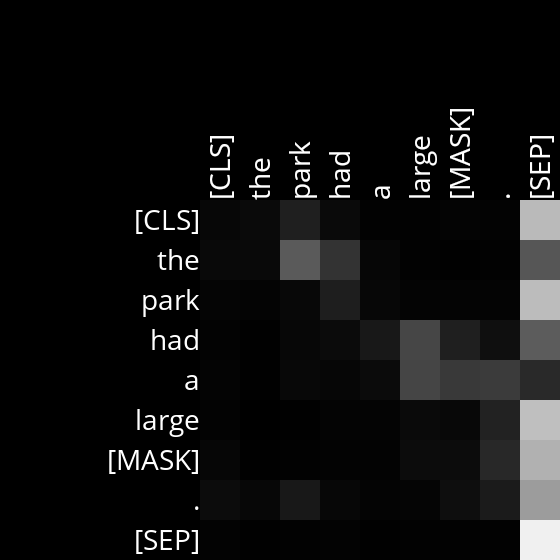 [CLS] the park had a large [MASK] . [SEP]
[CLS]
the
park
had
a
large
[MASK]
.
[SEP]